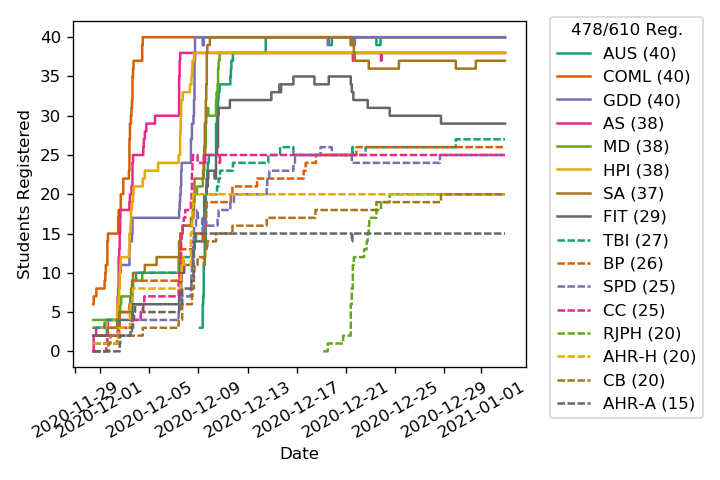 478/610 Reg.
AUS (40)
COML (40)
GDD (40)
AS (38)
MD (38)
HPI (38)
SA (37)
FIT (29)
TBI (27)
BP (26)
SPD (25)
CC (25)
RJPH (20)
AHR-H (20)
CB (20)
AHR-A (15)
Students Registered
40
35
30
25
20
15
10
5
0
2020-11-29
2020-12-01
2020-12-05
2020-12-09
2020-12-13
2020-12-17
2020-12-21
2020-12-25
2020-12-29
2021-01-01
Date